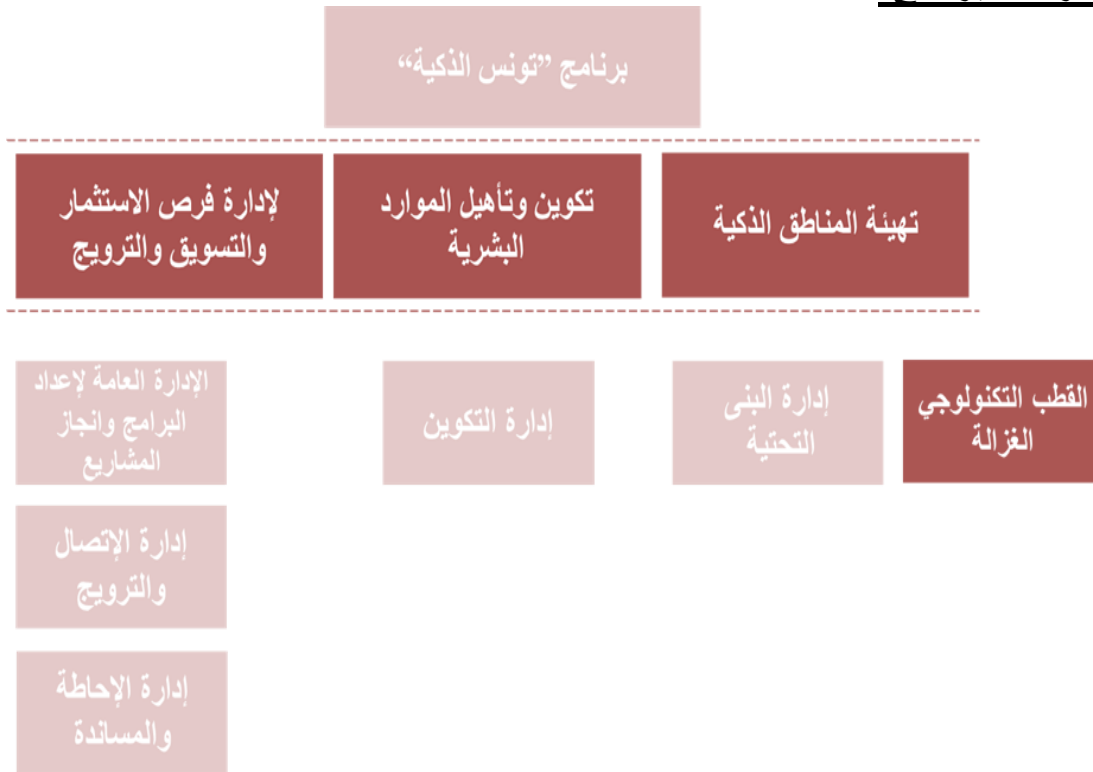 برنامج ”تونس الذكية“
تهيئة المناطق الذكية
تكوين وتأهيل الموارد
البشرية
لإدارة فرص الاستثمار
والتسويق والترويج
القطب التكنولوجي
الغزالة
إدارة البنى
التحتية
إدارة التكوين
الإدارة العامة لإعداد
البرامج وانجاز
المشاريع
إدارة الإتصال
والترويج
إدارة الإحاطة
والمساندة